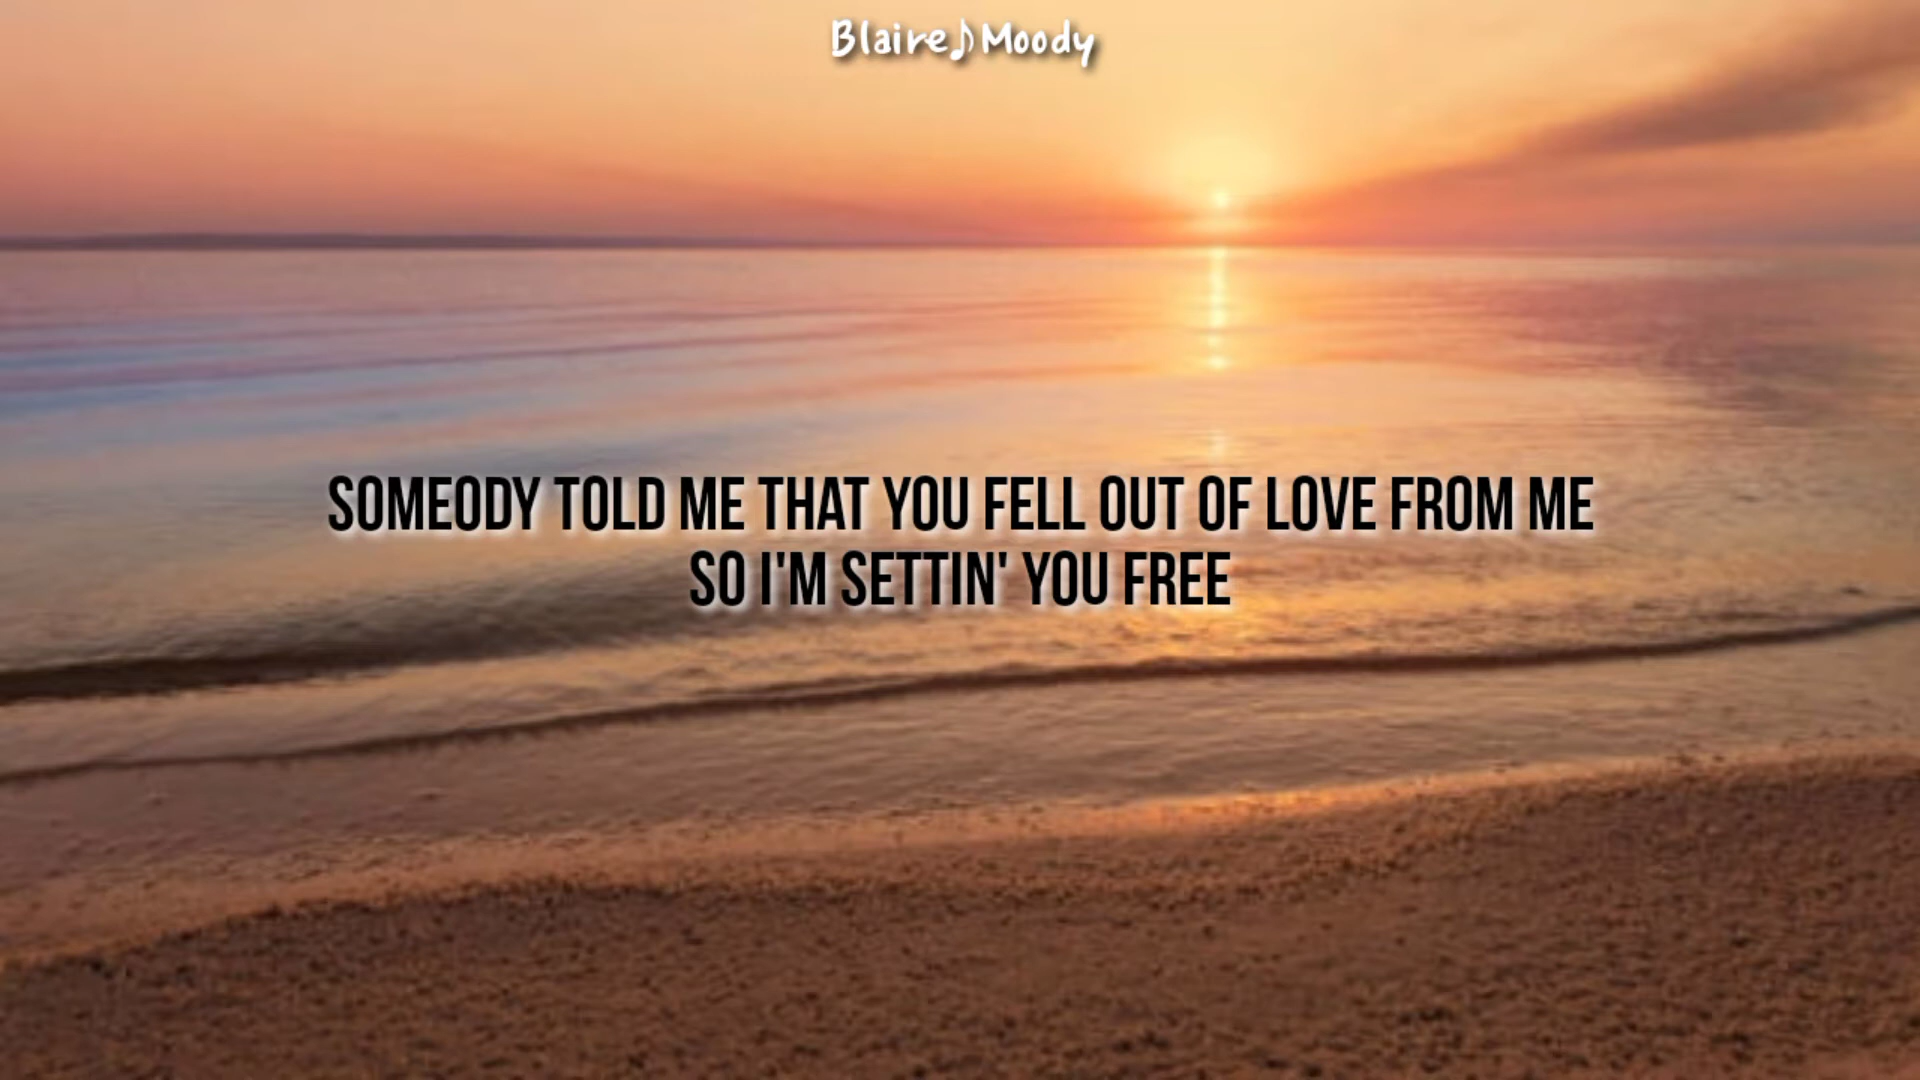 Blaire♪Moody
SOMEODY TOLD ME THAT YOU FELL OUT OF LOVE FROM ME
SO I'M SETTIN' YOU FREE